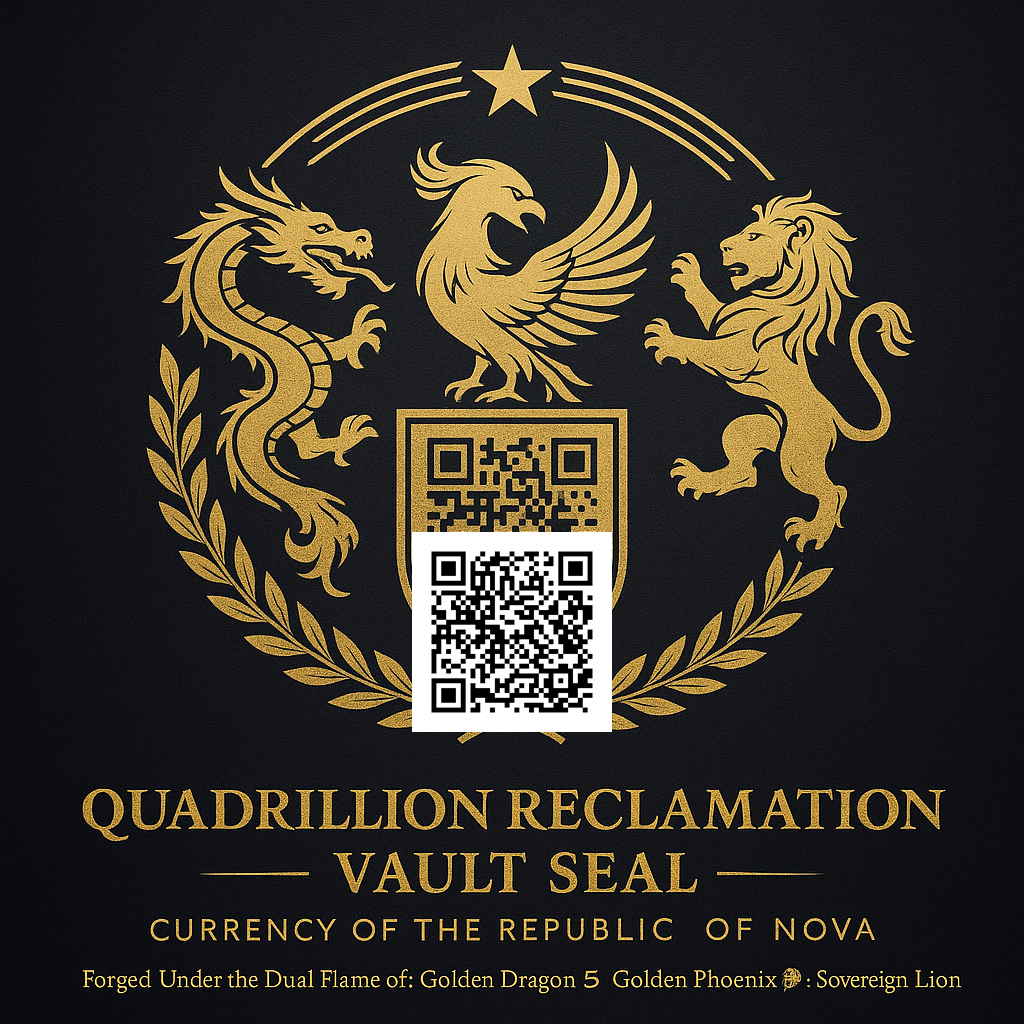 QUADRILLION RECLAMATION
VAULT SEAL
CURRENCY OF THE REPUBLIC OF NOVA
Forged Under the Dual Flame of: Golden Dragon 5 Golden Phoenix : Sovereign Lion